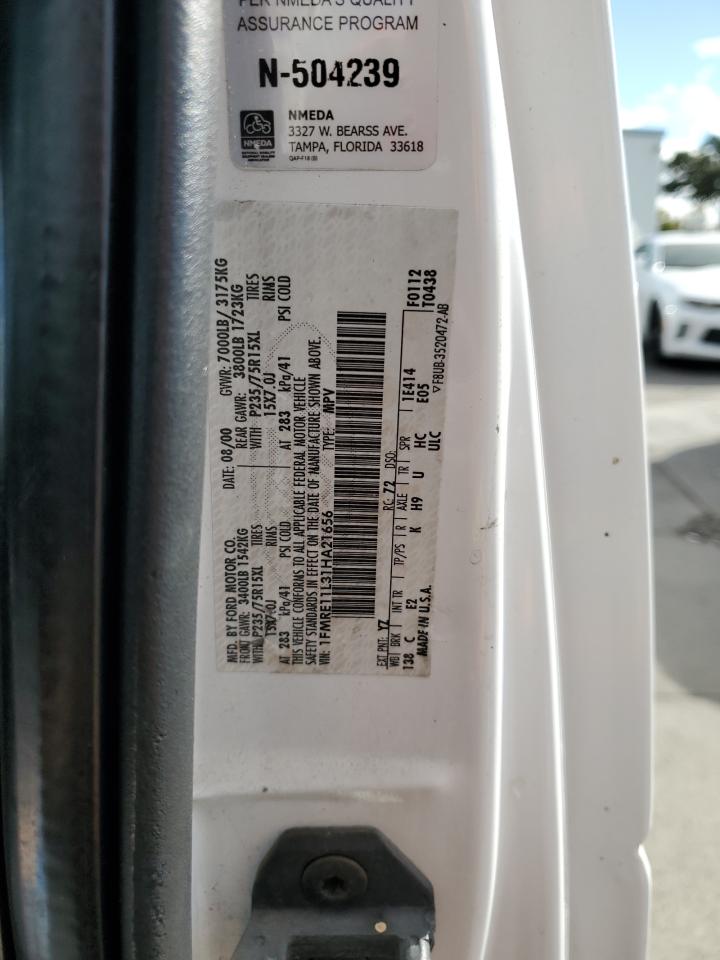 PER NMEDA'S QUALITY
ASSURANCE PROGRAM
N-504239
NMEDA
NMEDA
3327 W. BEARSS AVE.
TAMPA, FLORIDA 33618
QAP-F18 (B)
MFD. BY FORD MOTOR CO. DATE: 08/00 GVWR: 7000LB/ 3175KG
FRONT GAWR: 3400LB 1542KG REAR GAWR: 3800LB 1723KG
WITH P235/75R15XL TIRES WITH P235/75R15XL TIRES
15X7.0J RIMS 15X7.0J RIMS
AT 283 kPa/41 PSI COLD AT 283 kPa/41 PSI COLD
THIS VEHICLE CONFORMS TO ALL APPLICABLE FEDERAL MOTOR VEHICLE
SAFETY STANDARDS IN EFFECT ON THE DATE OF MANUFACTURE SHOWN ABOVE.
VIN: 1FMRE11L31HA21656 TYPE: MPV
EXT PNT: YZ RC: 72 DSO:
WB BRK INT TR TP/PS R AXLE TR SPR F0112
138 C E2 K H9 U HC 1E414 T0438
MADE IN U.S.A. ULC E05
▽F8UB-3520472-AB